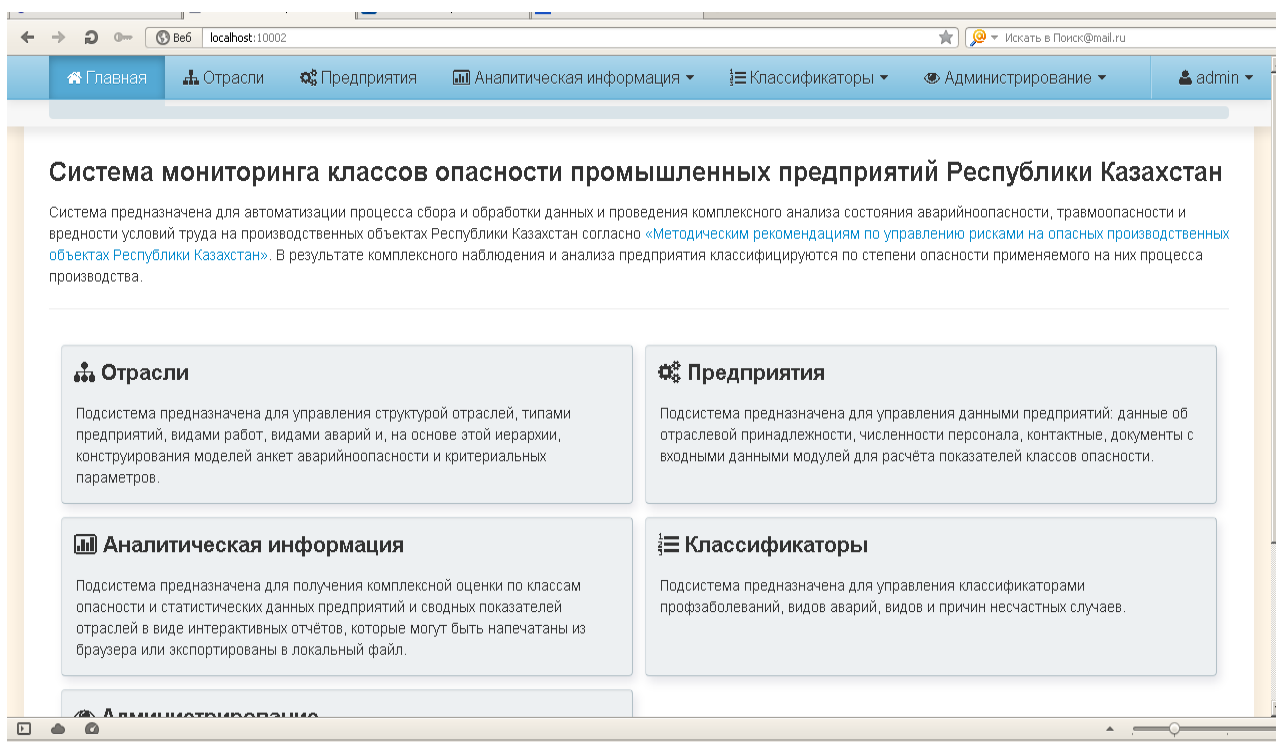 Веб localhost:10002 Искать в Поиск@mail.ru
Главная Отрасли Предприятия Аналитическая информация Классификаторы Администрирование admin
Система мониторинга классов опасности промышленных предприятий Республики Казахстан
Система предназначена для автоматизации процесса сбора и обработки данных и проведения комплексного анализа состояния аварийноопасности, травмоопасности и
вредности условий труда на производственных объектах Республики Казахстан согласно «Методическим рекомендациям по управлению рисками на опасных производственных
объектах Республики Казахстан». В результате комплексного наблюдения и анализа предприятия классифицируются по степени опасности применяемого на них процесса
производства.
Отрасли
Подсистема предназначена для управления структурой отраслей, типами
предприятий, видами работ, видами аварий и, на основе этой иерархии,
конструирования моделей анкет аварийноопасности и критериальных
параметров.
Предприятия
Подсистема предназначена для управления данными предприятий: данные об
отраслевой принадлежности, численности персонала, контактные, документы с
входными данными модулей для расчёта показателей классов опасности.
Аналитическая информация
Подсистема предназначена для получения комплексной оценки по классам
опасности и статистических данных предприятий и сводных показателей
отраслей в виде интерактивных отчётов, которые могут быть напечатаны из
браузера или экспортированы в локальный файл.
Классификаторы
Подсистема предназначена для управления классификаторами
профзаболеваний, видов аварий, видов и причин несчастных случаев.
Администрирование